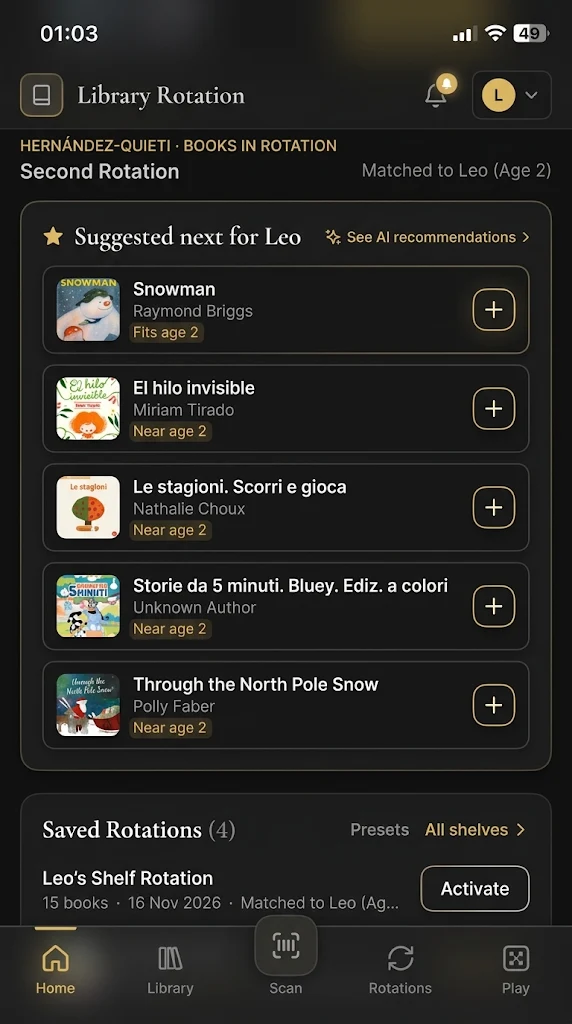 01:03
49
Library Rotation
L
HERNÁNDEZ-QUIETI · BOOKS IN ROTATION
Second Rotation
Matched to Leo (Age 2)
Suggested next for Leo
See AI recommendations >
SNOWMAN
Snowman
Raymond Briggs
Fits age 2
El hilo
invisible
El hilo invisible
Miriam Tirado
Near age 2
Le stagioni
Le stagioni. Scorri e gioca
Nathalie Choux
Near age 2
5 MINUTI
Storie da 5 minuti. Bluey. Ediz. a colori
Unknown Author
Near age 2
Through the
North Pole Snow
Through the North Pole Snow
Polly Faber
Near age 2
Saved Rotations (4)
Presets
All shelves >
Leo’s Shelf Rotation
15 books · 16 Nov 2026 · Matched to Leo (Ag...
Activate
Home
Library
Scan
Rotations
Play